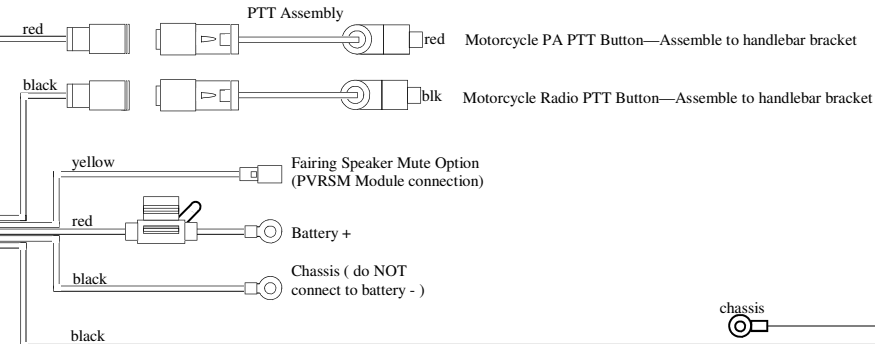 PTT Assembly
red
red
Motorcycle PA PTT Button—Assemble to handlebar bracket
black
blk
Motorcycle Radio PTT Button—Assemble to handlebar bracket
yellow
Fairing Speaker Mute Option
(PVRSM Module connection)
red
Battery +
black
Chassis ( do NOT
connect to battery - )
chassis
black